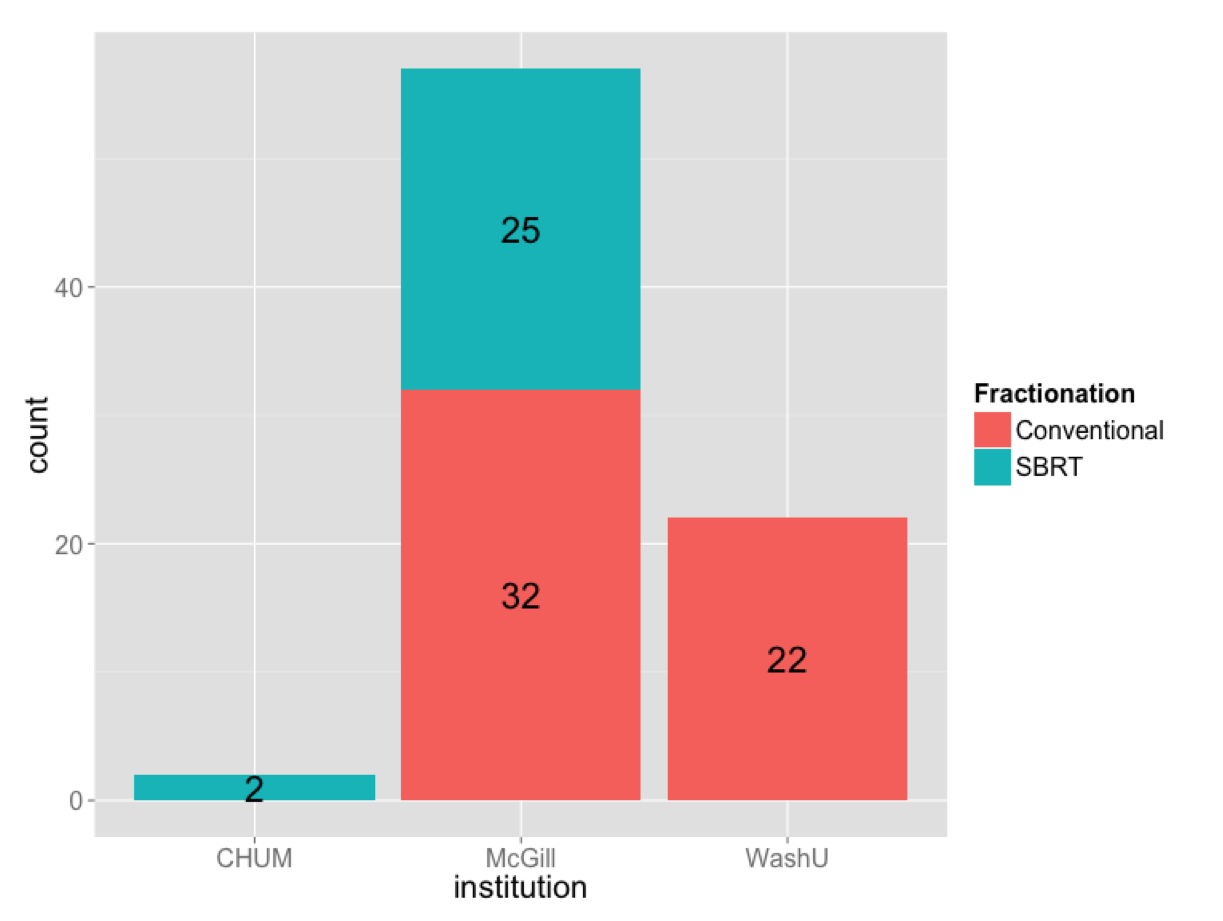 25
40
Fractionation
Conventional
count
SBRT
20
32
22
2
0
CHUM McGill WashU
institution